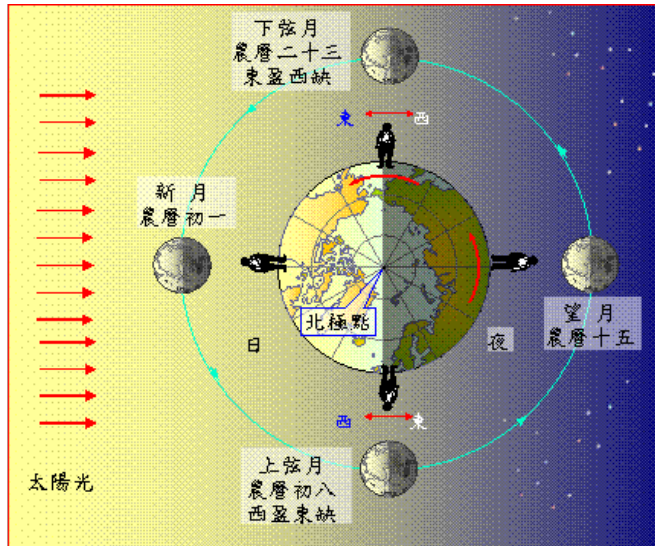 下弦月
農曆二十三
東盈西缺
東 西
新 月
農曆初一
北極點
日
夜
望 月
農曆十五
西 東
上弦月
農曆初八
西盈東缺
太陽光